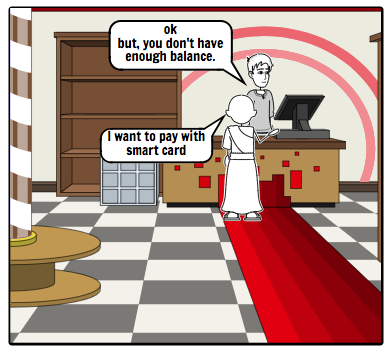 ok
but, you don't have
enough balance.
I want to pay with
smart card